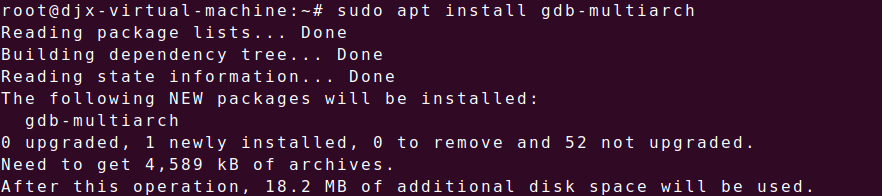 root@djx-virtual-machine:~# sudo apt install gdb-multiarch
Reading package lists... Done
Building dependency tree... Done
Reading state information... Done
The following NEW packages will be installed:
  gdb-multiarch
0 upgraded, 1 newly installed, 0 to remove and 52 not upgraded.
Need to get 4,589 kB of archives.
After this operation, 18.2 MB of additional disk space will be used.